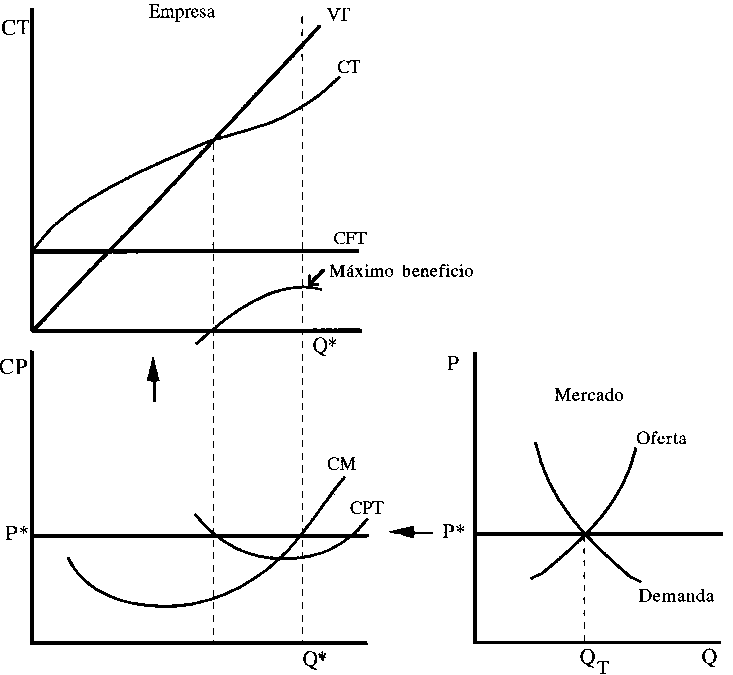 Empresa
CT
VT
CT
CFT
Máximo beneficio
Q*
CP
CM
CPT
P*
Q*
P
Mercado
Oferta
P*
Demanda
Q_T
Q